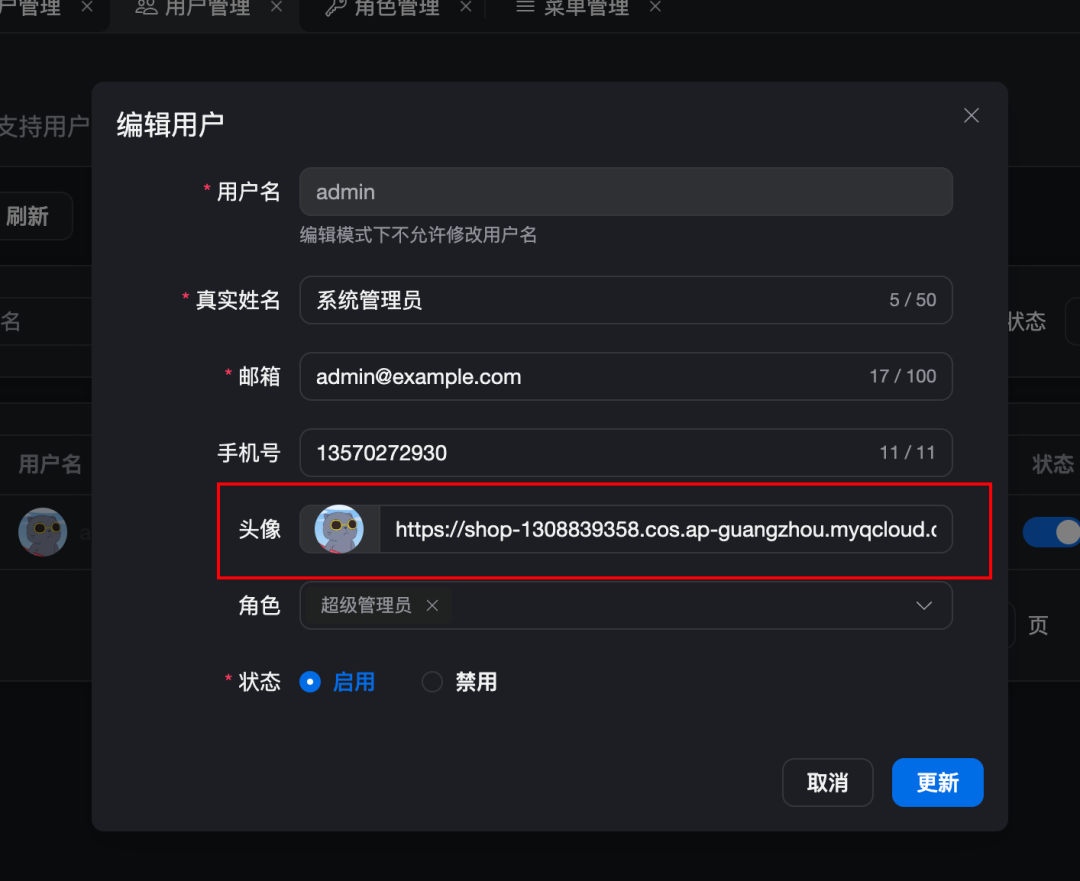 户管理
用户管理
角色管理
菜单管理
支持用户
编辑用户
刷新
* 用户名
admin
编辑模式下不允许修改用户名
* 真实姓名
系统管理员
5 / 50
名
状态
* 邮箱
admin@example.com
17 / 100
手机号
13570272930
11 / 11
用户名
状态
头像
https://shop-1308839358.cos.ap-guangzhou.myqcloud.c
角色
超级管理员
页
* 状态
启用
禁用
取消
更新